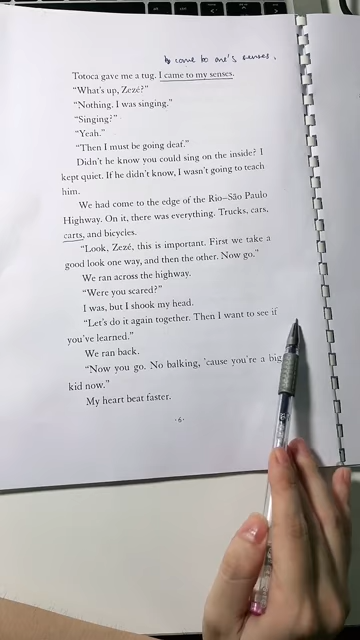 to come to one's senses.
Totoca gave me a tug. I came to my senses.
"What's up, Zezé?"
"Nothing. I was singing."
"Singing?"
"Yeah."
"Then I must be going deaf."
Didn't he know you could sing on the inside? I
kept quiet. If he didn't know, I wasn't going to teach
him.
We had come to the edge of the Rio–São Paulo
Highway. On it, there was everything. Trucks, cars,
carts, and bicycles.
"Look, Zezé, this is important. First we take a
good look one way, and then the other. Now go."
We ran across the highway.
"Were you scared?"
I was, but I shook my head.
"Let's do it again together. Then I want to see if
you've learned."
We ran back.
"Now you go. No balking, 'cause you're a big
kid now."
My heart beat faster.
·6·